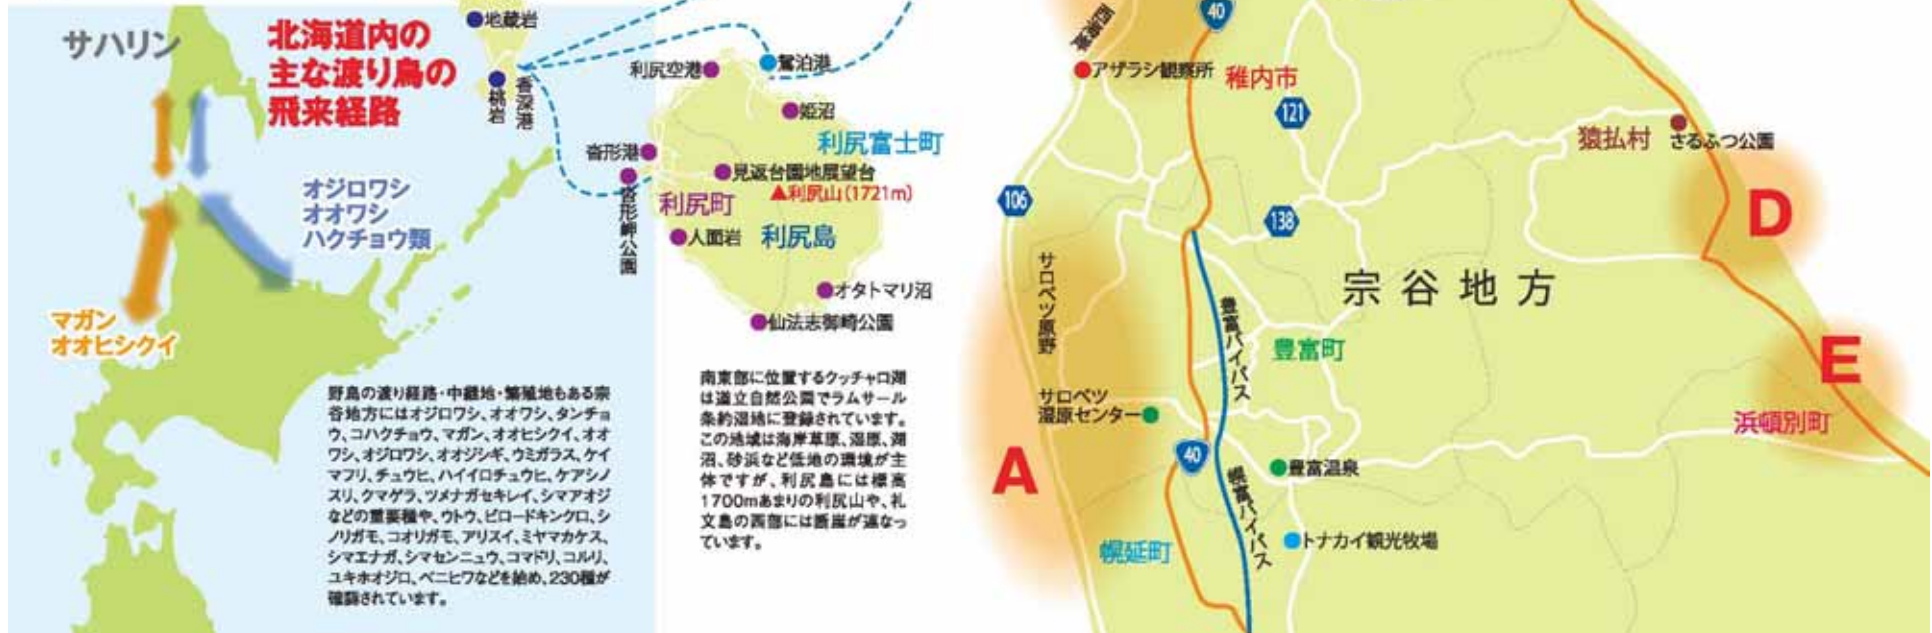 サハリン
北海道内の
主な渡り鳥の
飛来経路
オジロワシ
オオワシ
ハクチョウ類
マガン
オオヒシクイ
野鳥の渡り経路・中継地・繁殖地もある宗
谷地方にはオジロワシ、オオワシ、タンチョ
ウ、コハクチョウ、マガン、オオヒシクイ、オオ
ワシ、オジロワシ、オオジシギ、ウミガラス、ケイ
マフリ、チュウヒ、ハイイロチュウヒ、ケアシノ
スリ、クマゲラ、ツメナガセキレイ、シマアオジ
などの重要種や、ウトウ、ビロードキンクロ、シ
ノリガモ、コオリガモ、アリスイ、ミヤマカケス、
シマエナガ、シマセンニュウ、コマドリ、コルリ、
ユキホオジロ、ベニヒワなどを始め、230種が
確認されています。
地蔵岩
桃岩
香深港
利尻空港
鴛泊港
姫沼
利尻富士町
沓形港
見返台園地展望台
▲利尻山(1721m)
沓形岬公園
利尻町
人面岩
利尻島
オタトマリ沼
仙法志御崎公園
南東部に位置するクッチャロ湖
は道立自然公園でラムサール
条約湿地に登録されています。
この地域は海岸草原、湿原、湖
沼、砂浜など低地の環境が主
体ですが、利尻島には標高
1700mあまりの利尻山や、礼
文島の西部には断崖が連なっ
ています。
40
アザラシ観察所
稚内市
121
猿払村
さるふつ公園
106
138
D
サロベツ原野
宗谷地方
豊富バイパス
豊富町
E
サロベツ
湿原センター
浜頓別町
40
A
豊富温泉
幌富バイパス
幌延町
トナカイ観光牧場